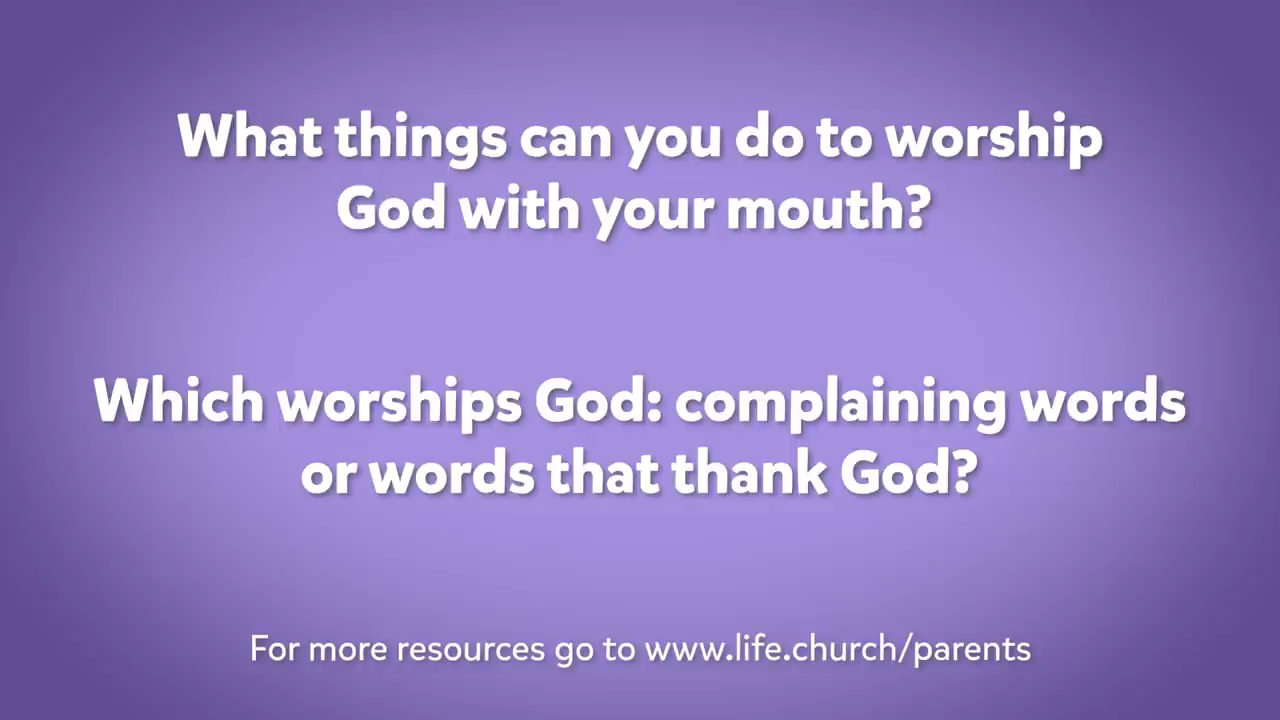 What things can you do to worship
God with your mouth?
Which worships God: complaining words
or words that thank God?
For more resources go to www.life.church/parents